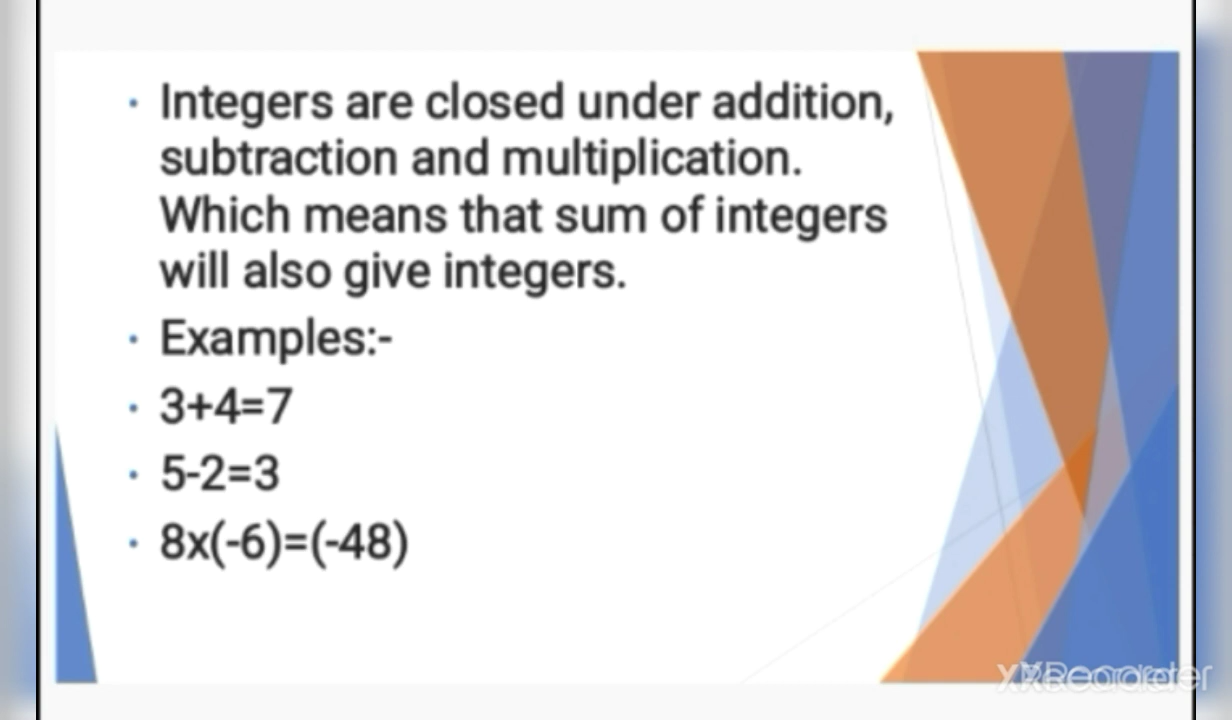 • Integers are closed under addition,
subtraction and multiplication.
Which means that sum of integers
will also give integers.
• Examples:-
• 3+4=7
• 5-2=3
• 8x(-6)=(-48)